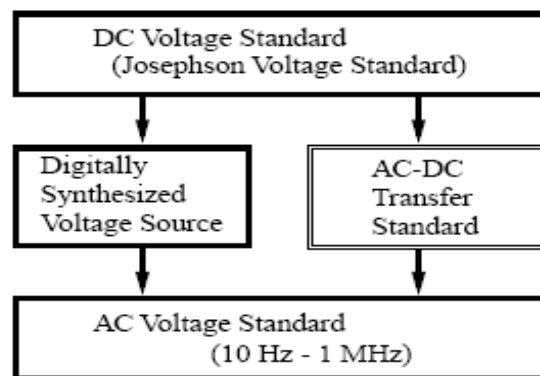 DC Voltage Standard
(Josephson Voltage Standard)
Digitally
Synthesized
Voltage Source
AC-DC
Transfer
Standard
AC Voltage Standard
(10 Hz - 1 MHz)